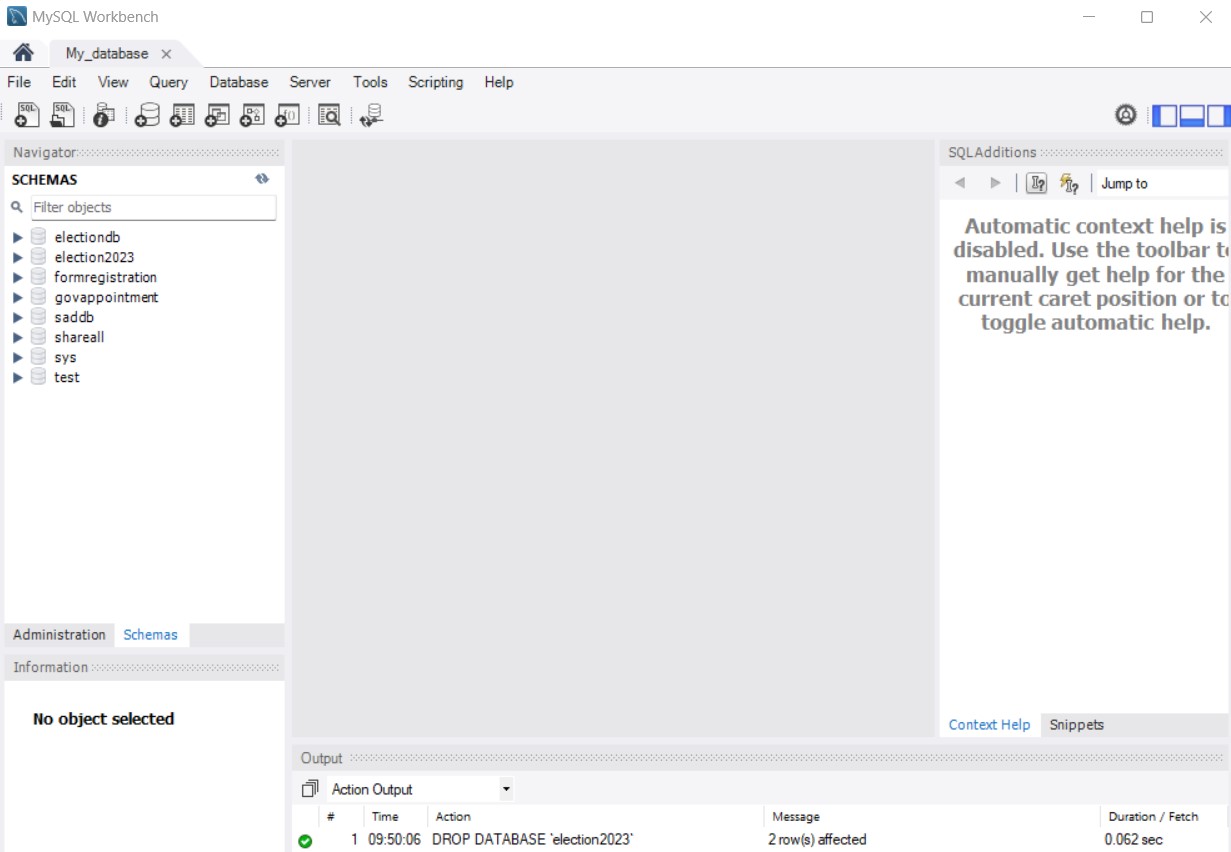 MySQL Workbench
My_database
File Edit View Query Database Server Tools Scripting Help
Navigator
SCHEMAS
Filter objects
electiondb
election2023
formregistration
govappointment
saddb
shareall
sys
test
Administration Schemas
Information
No object selected
SQLAdditions
Jump to
Automatic context help is
disabled. Use the toolbar t
manually get help for the
current caret position or to
toggle automatic help.
Context Help Snippets
Output
Action Output
# Time Action Message Duration / Fetch
1 09:50:06 DROP DATABASE `election2023` 2 row(s) affected 0.062 sec